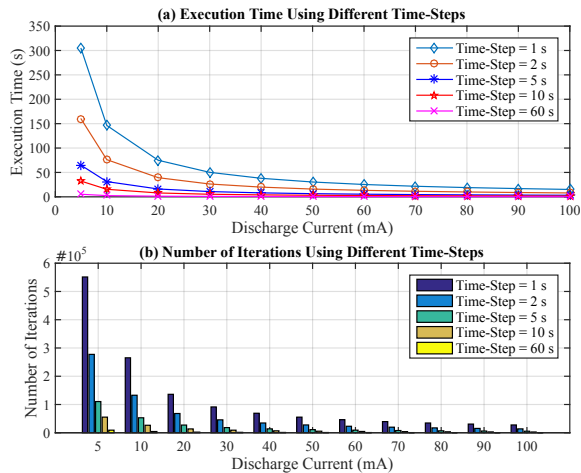 (a) Execution Time Using Different Time-Steps
350
300
250
200
150
100
50
0
Execution Time (s)
Time-Step = 1 s
Time-Step = 2 s
Time-Step = 5 s
Time-Step = 10 s
Time-Step = 60 s
0 10 20 30 40 50 60 70 80 90 100
Discharge Current (mA)
(b) Number of Iterations Using Different Time-Steps
#10⁵
6
5
4
3
2
1
0
Number of Iterations
Time-Step = 1 s
Time-Step = 2 s
Time-Step = 5 s
Time-Step = 10 s
Time-Step = 60 s
5 10 20 30 40 50 60 70 80 90 100
Discharge Current (mA)